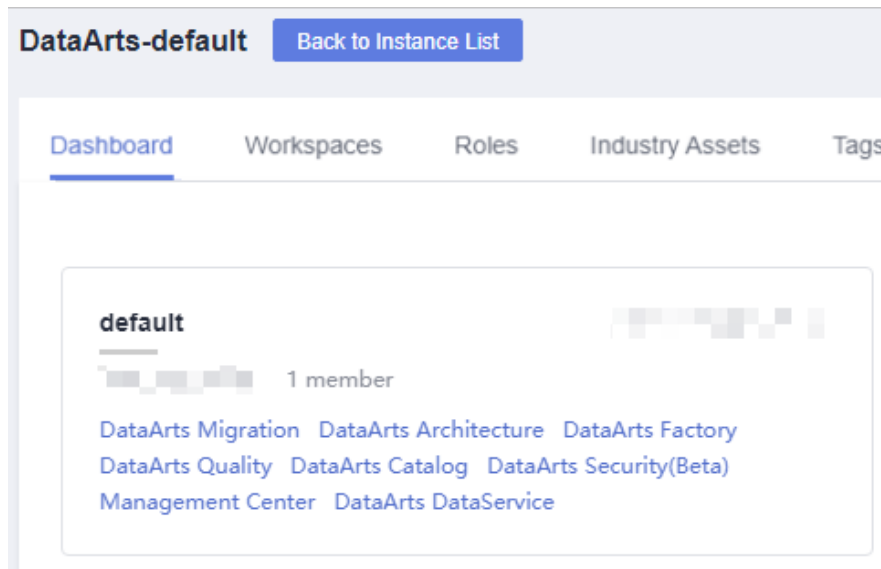 DataArts-default Back to Instance List
Dashboard Workspaces Roles Industry Assets Tags
default
1 member
DataArts Migration DataArts Architecture DataArts Factory
DataArts Quality DataArts Catalog DataArts Security(Beta)
Management Center DataArts DataService